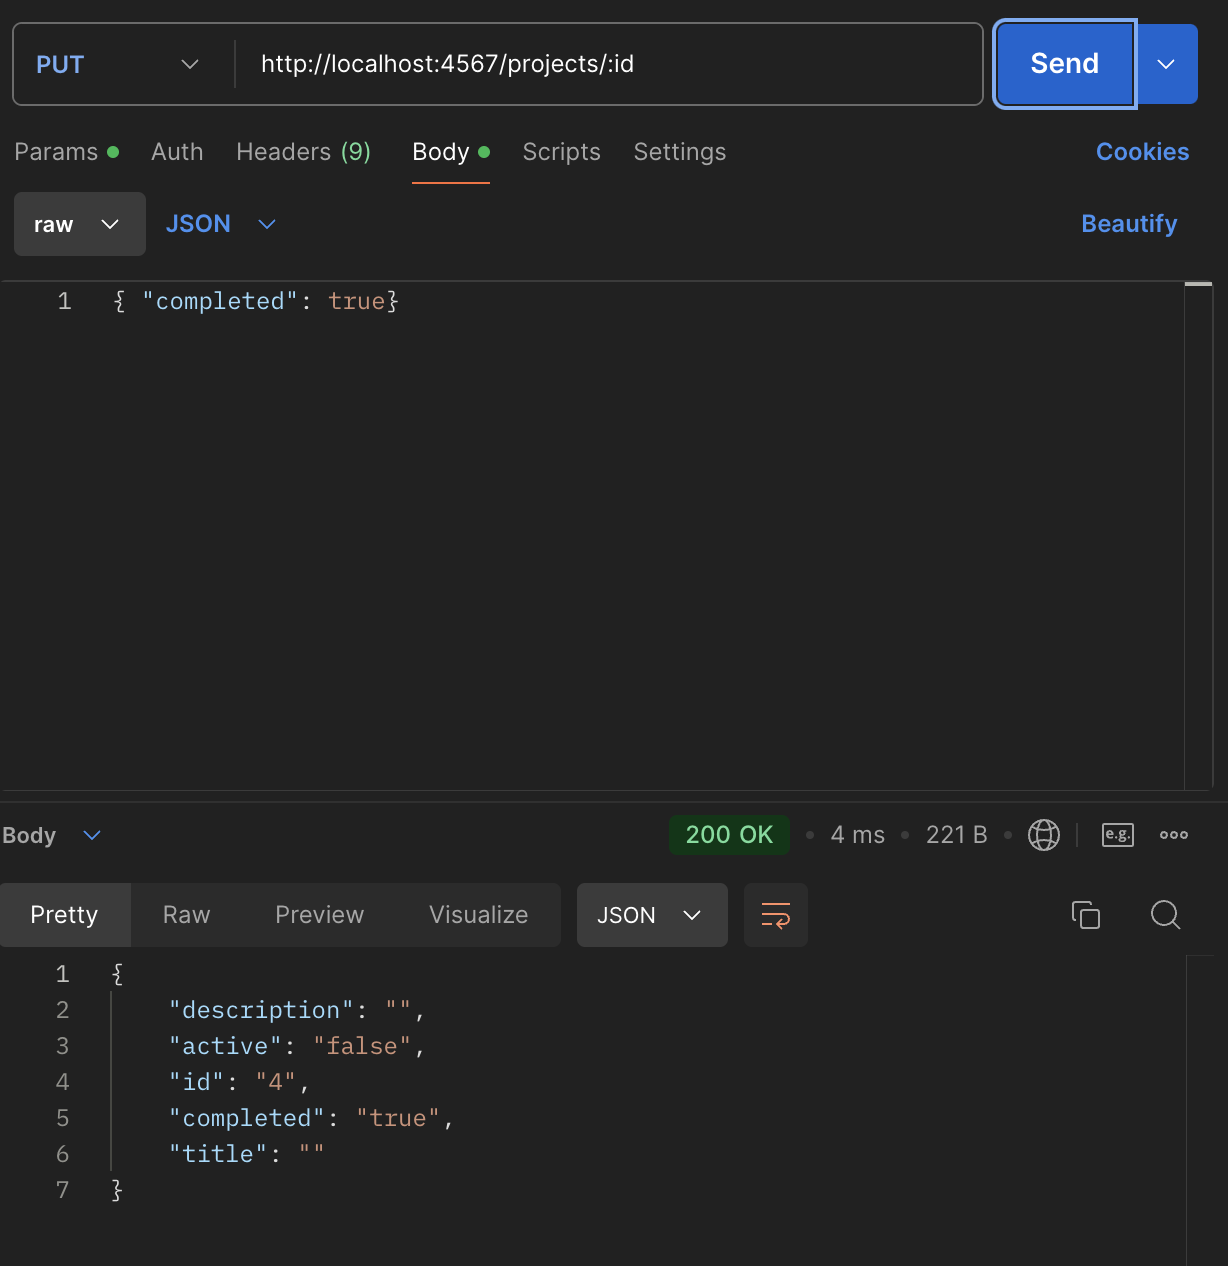 PUT http://localhost:4567/projects/:id Send
Params Auth Headers (9) Body Scripts Settings Cookies
raw JSON Beautify
1 { "completed": true}
Body 200 OK 4 ms 221 B e.g.
Pretty Raw Preview Visualize JSON
1 {
2 "description": "",
3 "active": "false",
4 "id": "4",
5 "completed": "true",
6 "title": ""
7 }